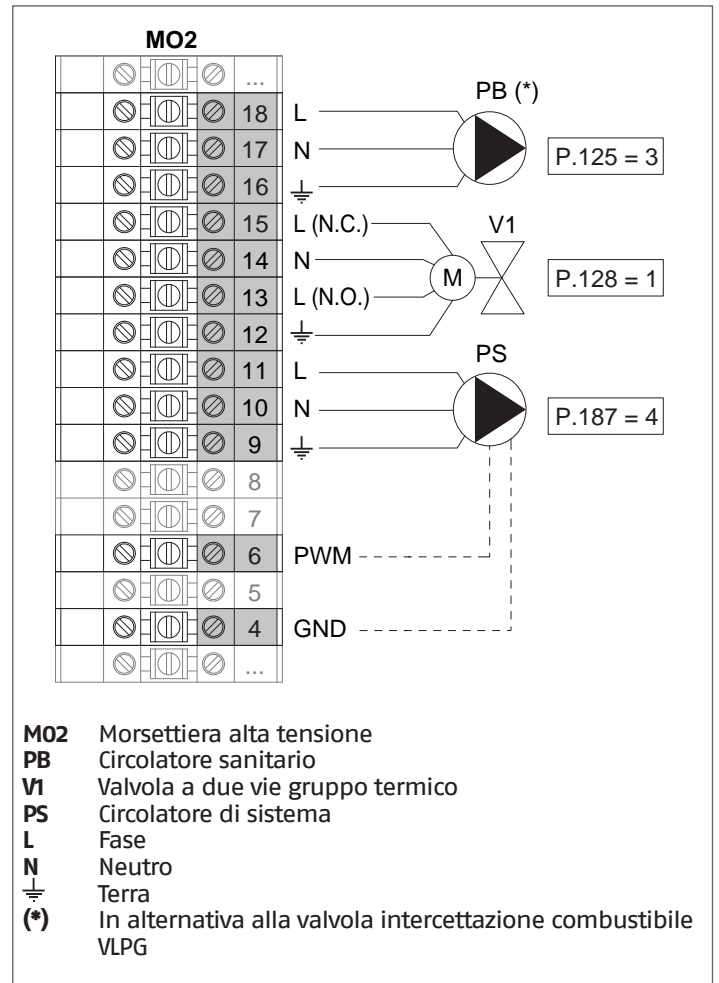 MO2
...
18 L PB (*)
17 N P.125 = 3
16
15 L (N.C.) V1
14 N M P.128 = 1
13 L (N.O.)
12
11 L PS
10 N P.187 = 4
9
8
7
6 PWM
5
4 GND
...
M02 Morsettiera alta tensione
PB Circolatore sanitario
V1 Valvola a due vie gruppo termico
PS Circolatore di sistema
L Fase
N Neutro
⏚ Terra
(*) In alternativa alla valvola intercettazione combustibile
VLPG